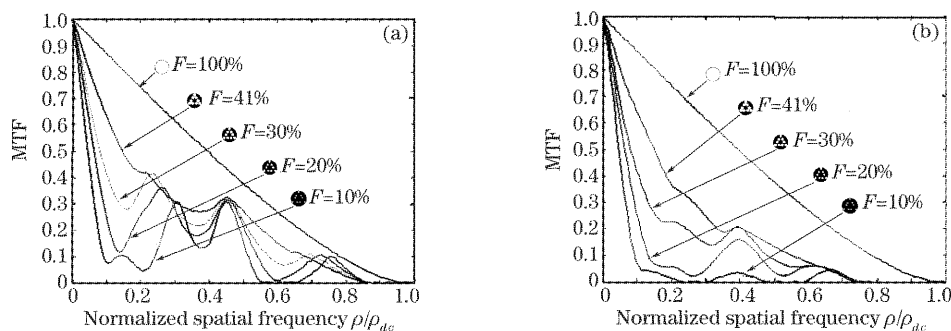 (a)
1.0
0.9
0.8
0.7
0.6
0.5
0.4
0.3
0.2
0.1
0
MTF
F=100%
F=41%
F=30%
F=20%
F=10%
0 0.2 0.4 0.6 0.8 1.0
Normalized spatial frequency ρ/ρdc
(b)
1.0
0.9
0.8
0.7
0.6
0.5
0.4
0.3
0.2
0.1
0
MTF
F=100%
F=41%
F=30%
F=20%
F=10%
0 0.2 0.4 0.6 0.8 1.0
Normalized spatial frequency ρ/ρdc